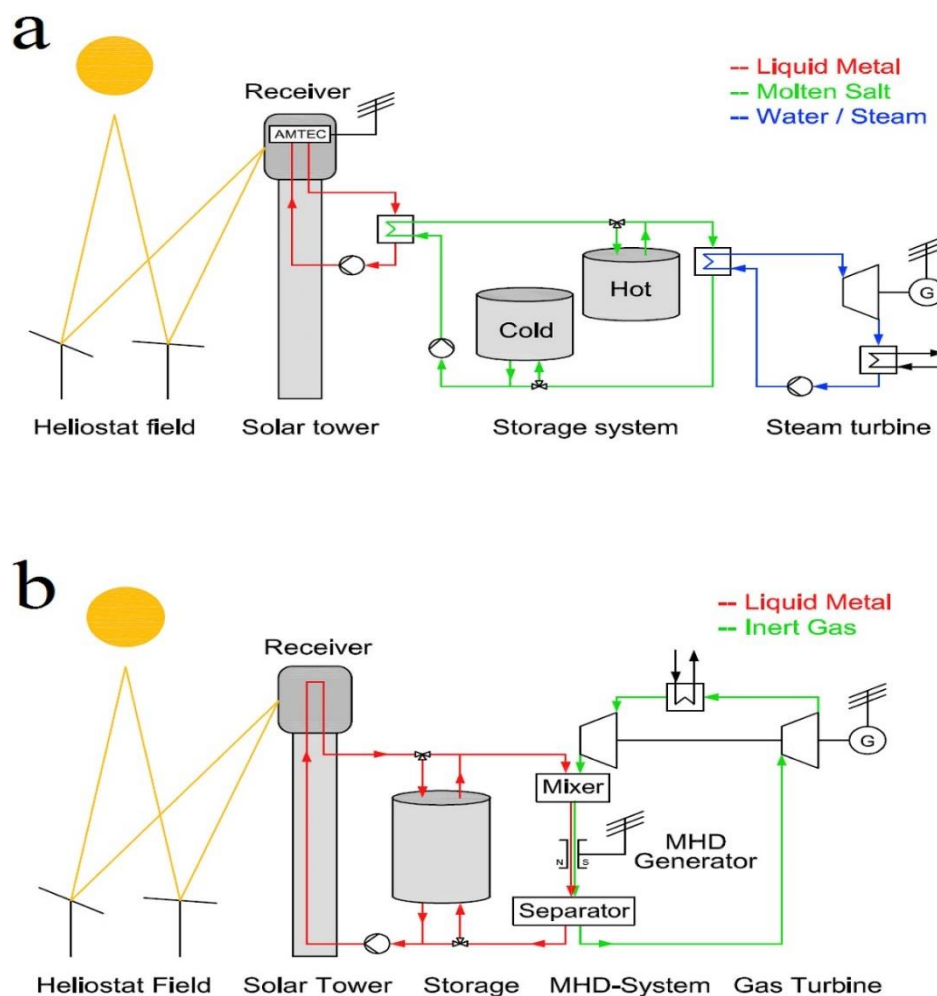 a
-- Liquid Metal
-- Molten Salt
-- Water / Steam
Receiver
AMTEC
Hot
Cold
G
Heliostat field
Solar tower
Storage system
Steam turbine
b
-- Liquid Metal
-- Inert Gas
Receiver
G
Mixer
N S
MHD
Generator
Separator
Heliostat Field
Solar Tower
Storage
MHD-System
Gas Turbine